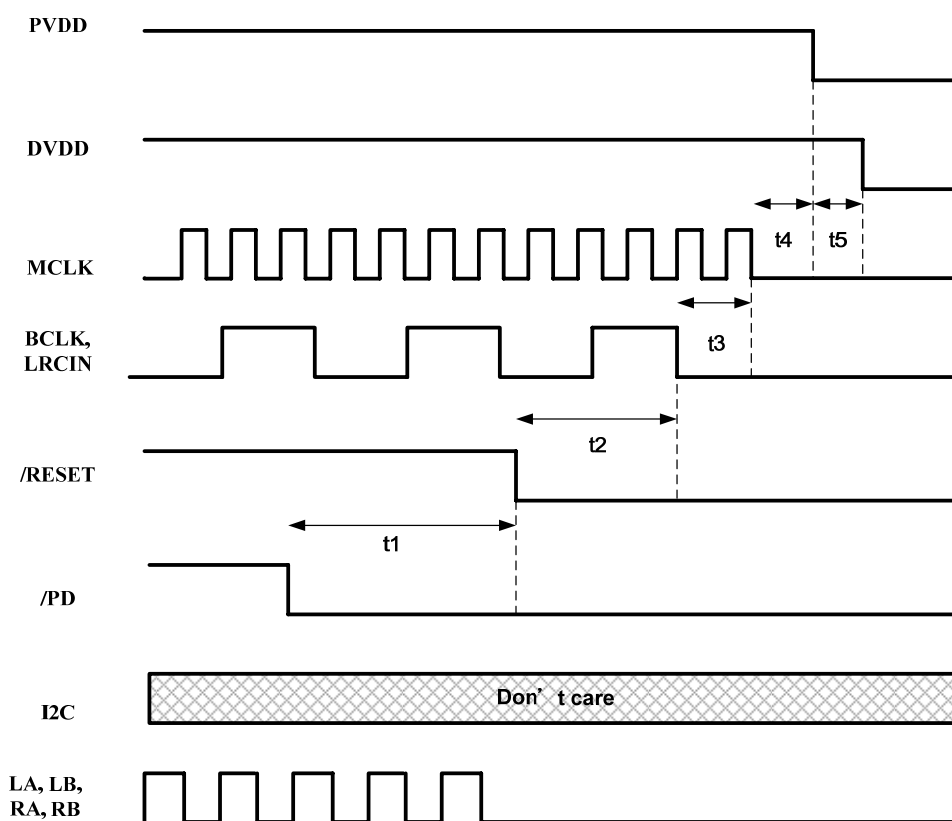 PVDD
DVDD
t4
t5
MCLK
BCLK,
LRCIN
t3
t2
/RESET
t1
/PD
Don't care
I2C
LA, LB,
RA, RB